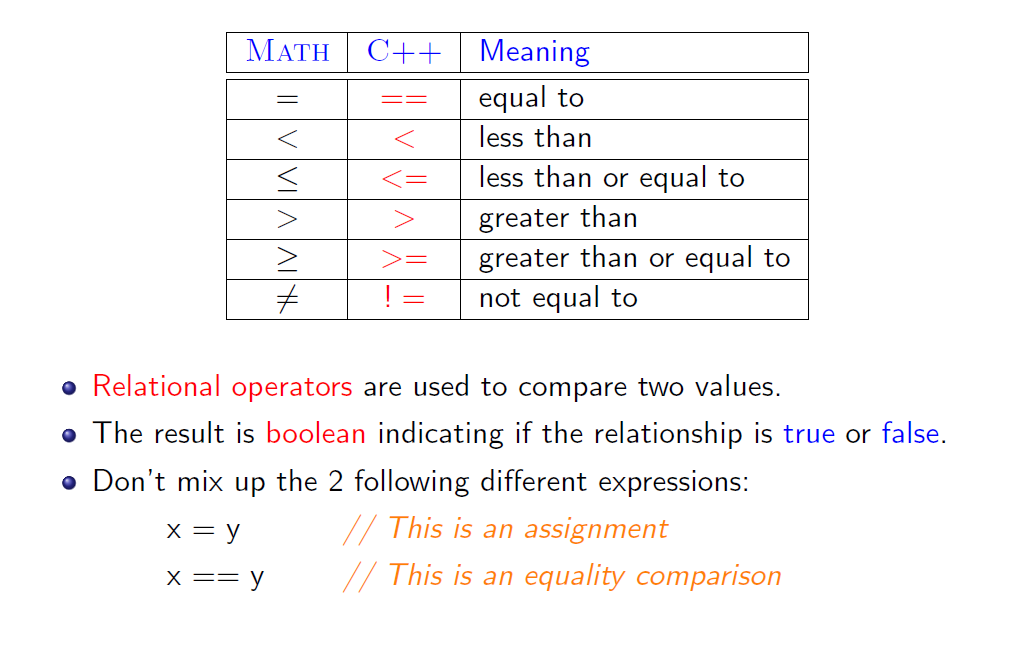 MATH C++ Meaning
= == equal to
< < less than
≤ <= less than or equal to
> > greater than
≥ >= greater than or equal to
≠ ! = not equal to
Relational operators are used to compare two values.
The result is boolean indicating if the relationship is true or false.
Don't mix up the 2 following different expressions:
x = y // This is an assignment
x == y // This is an equality comparison